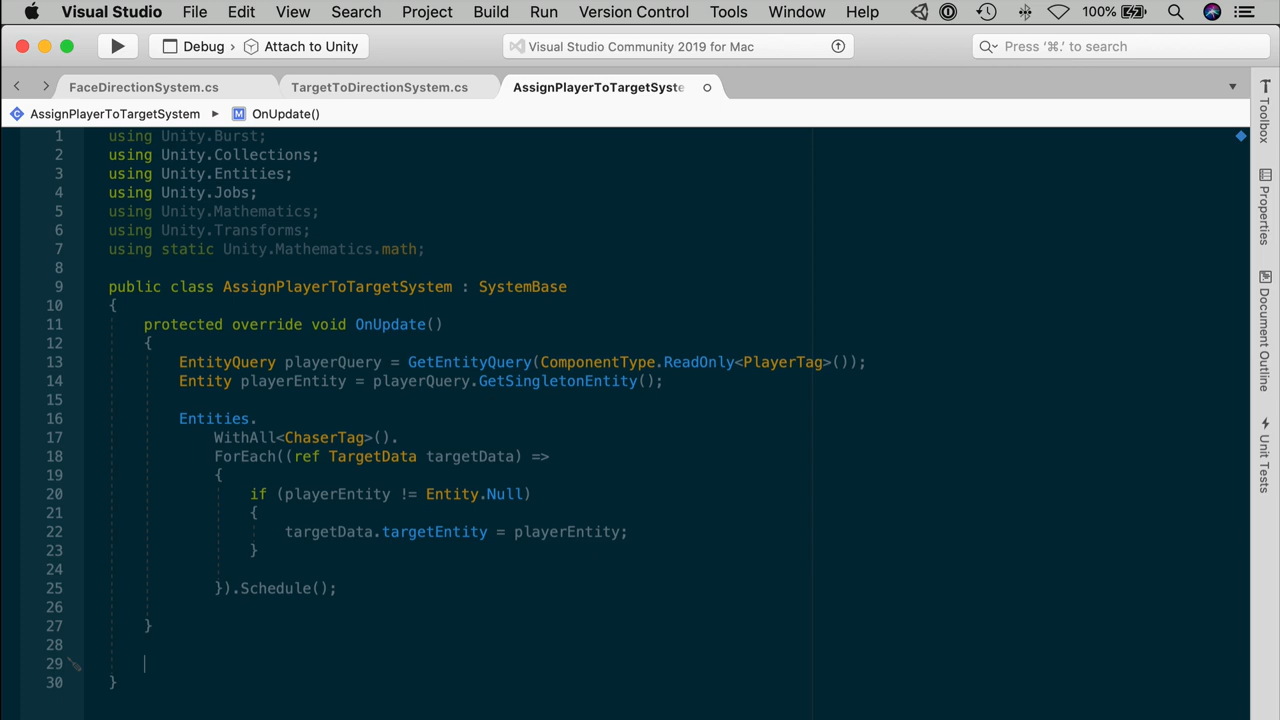 Visual Studio File Edit View Search Project Build Run Version Control Tools Window Help 100%
Debug › Attach to Unity Visual Studio Community 2019 for Mac Press ‘⌘.’ to search
FaceDirectionSystem.cs TargetToDirectionSystem.cs AssignPlayerToTargetSyste
AssignPlayerToTargetSystem ▸ M OnUpdate()
1 using Unity.Burst;
2 using Unity.Collections;
3 using Unity.Entities;
4 using Unity.Jobs;
5 using Unity.Mathematics;
6 using Unity.Transforms;
7 using static Unity.Mathematics.math;
8
9 public class AssignPlayerToTargetSystem : SystemBase
10 {
11 protected override void OnUpdate()
12 {
13 EntityQuery playerQuery = GetEntityQuery(ComponentType.ReadOnly<PlayerTag>());
14 Entity playerEntity = playerQuery.GetSingletonEntity();
15
16 Entities.
17 WithAll<ChaserTag>().
18 ForEach((ref TargetData targetData) =>
19 {
20 if (playerEntity != Entity.Null)
21 {
22 targetData.targetEntity = playerEntity;
23 }
24
25 }).Schedule();
26
27 }
28
29
30 }
Toolbox
Properties
Document Outline
Unit Tests